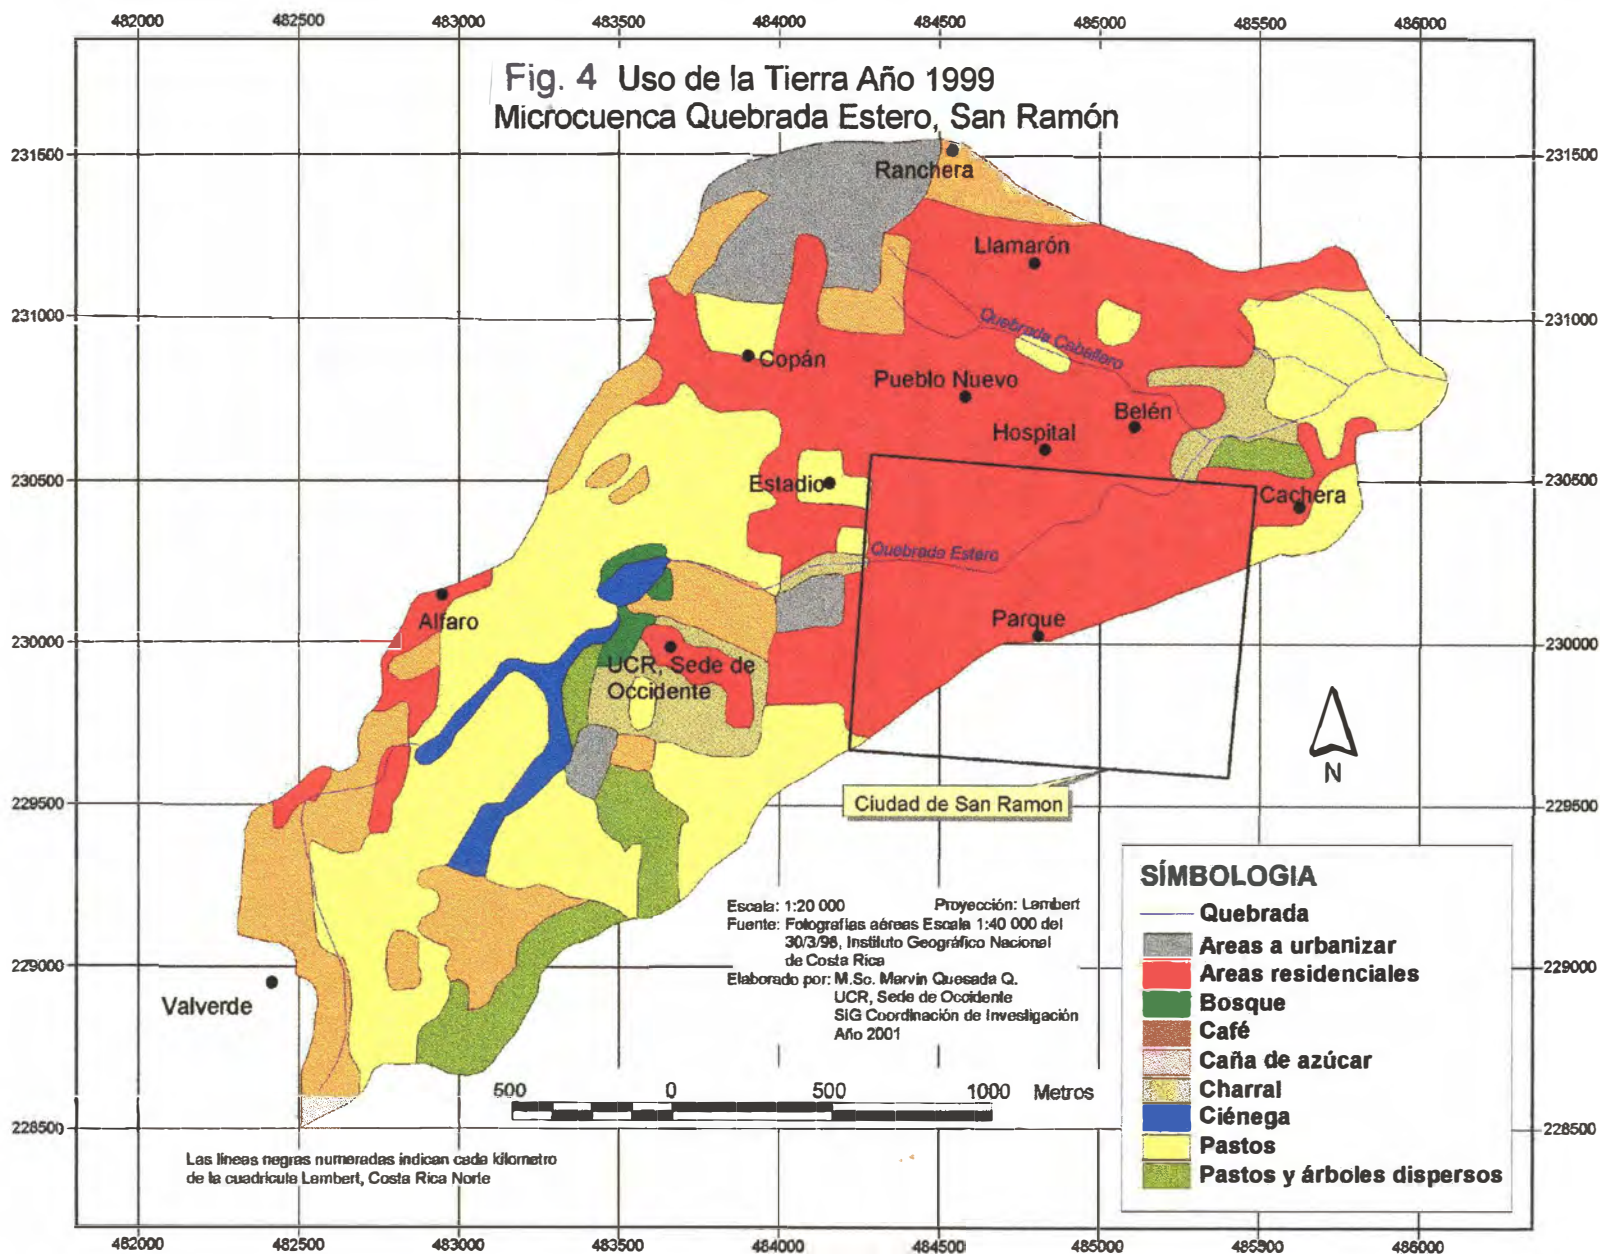 482000 482500 483000 483500 484000 484500 485000 485500 486000
Fig. 4 Uso de la Tierra Año 1999
Microcuenca Quebrada Estero, San Ramón
231500 231500
Ranchera
Llamarón
231000 231000
Quebrada Caballero
Copán
Pueblo Nuevo
Belén
Hospital
230500 230500
Estadio
Cachera
Quebrada Estero
Alfaro
Parque
230000 230000
UCR, Sede de
Occidente
N
229500 229500
Ciudad de San Ramon
SÍMBOLOGIA
Quebrada
Areas a urbanizar
Areas residenciales
Bosque
Café
Caña de azúcar
Charral
Ciénega
Pastos
Pastos y árboles dispersos
Escala: 1:20 000 Proyección: Lambert
Fuente: Fotografías aéreas Escala 1:40 000 del
30/3/98, Instituto Geográfico Nacional
de Costa Rica
Elaborado por: M.Sc. Marvin Quesada Q.
UCR, Sede de Occidente
SIG Coordinación de Investigación
Año 2001
229000 229000
Valverde
500 0 500 1000 Metros
228500 228500
Las líneas negras numeradas indican cada kilometro
de la cuadrícula Lambert, Costa Rica Norte
482000 482500 483000 483500 484000 484500 485000 485500 486000